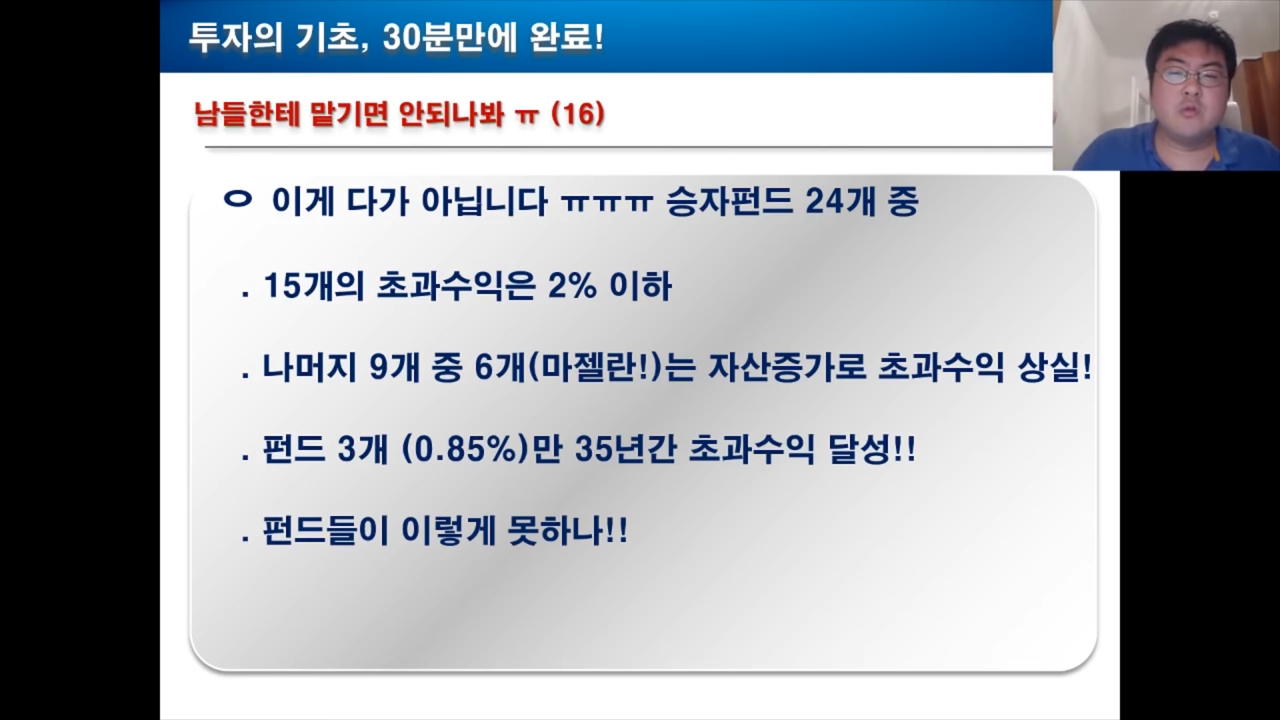 투자의 기초, 30분만에 완료!
남들한테 맡기면 안되나봐 ㅠ (16)
ㅇ 이게 다가 아닙니다 ㅠㅠㅠ 승자펀드 24개 중
. 15개의 초과수익은 2% 이하
. 나머지 9개 중 6개(마젤란!)는 자산증가로 초과수익 상실!
. 펀드 3개 (0.85%)만 35년간 초과수익 달성!!
. 펀드들이 이렇게 못하나!!